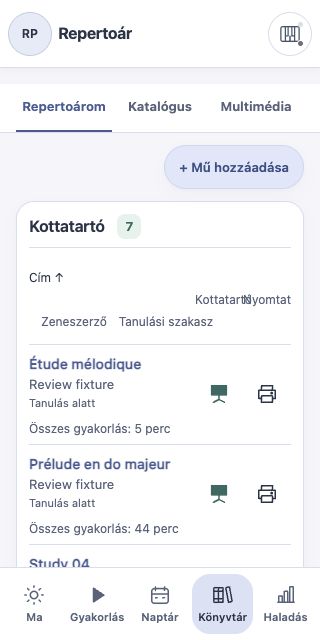 RP Repertoár
Repertoárom Katalógus Multimédia
+ Mű hozzáadása
Kottatartó 7
Cím ↑
Kottatartó Nyomtat
Zeneszerző Tanulási szakasz
Étude mélodique
Review fixture
Tanulás alatt
Összes gyakorlás: 5 perc
Prélude en do majeur
Review fixture
Tanulás alatt
Összes gyakorlás: 44 perc
Study 04
Ma Gyakorlás Naptár Könyvtár Haladás